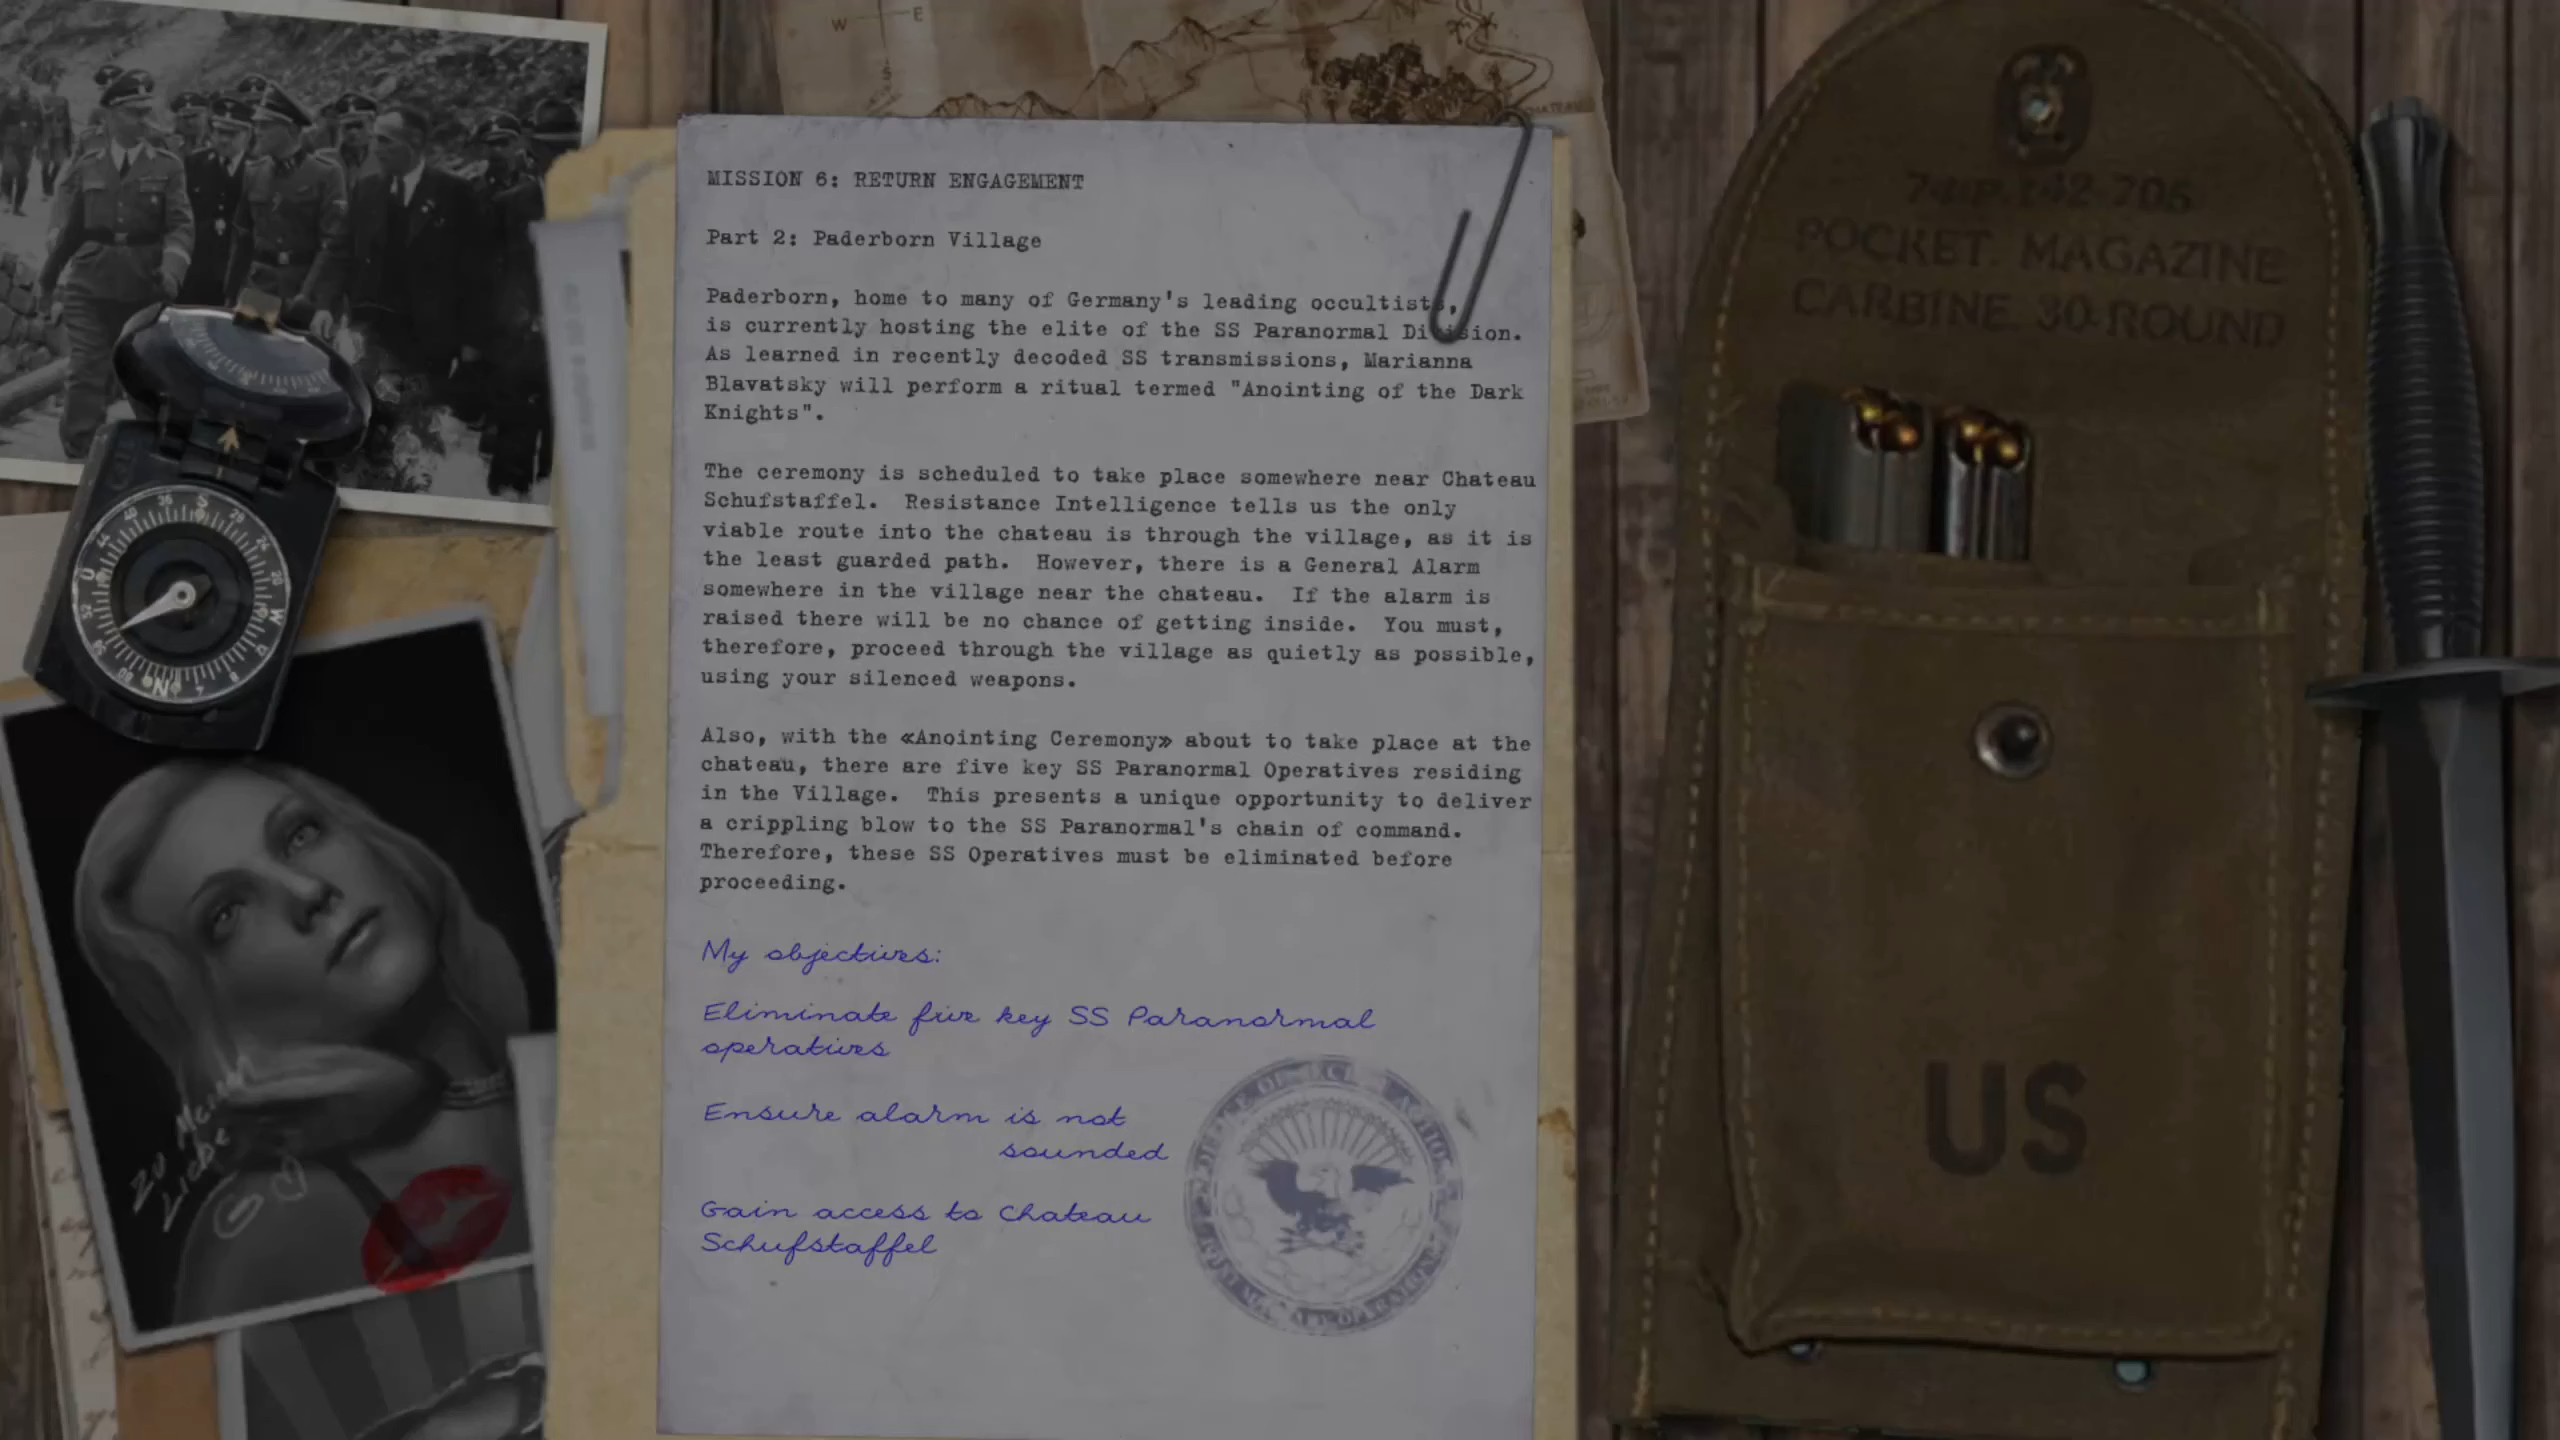 W E
S
CHATEAU
MISSION 6: RETURN ENGAGEMENT
Part 2: Paderborn Village
Paderborn, home to many of Germany's leading occultists,
is currently hosting the elite of the SS Paranormal Division.
As learned in recently decoded SS transmissions, Marianna
Blavatsky will perform a ritual termed "Anointing of the Dark
Knights".
The ceremony is scheduled to take place somewhere near Chateau
Schufstaffel.  Resistance Intelligence tells us the only
viable route into the chateau is through the village, as it is
the least guarded path.  However, there is a General Alarm
somewhere in the village near the chateau.  If the alarm is
raised there will be no chance of getting inside.  You must,
therefore, proceed through the village as quietly as possible,
using your silenced weapons.
Also, with the «Anointing Ceremony» about to take place at the
chateau, there are five key SS Paranormal Operatives residing
in the Village.  This presents a unique opportunity to deliver
a crippling blow to the SS Paranormal's chain of command.
Therefore, these SS Operatives must be eliminated before
proceeding.
My objectives:
Eliminate five key SS Paranormal
operatives
Ensure alarm is not
sounded
Gain access to Chateau
Schufstaffel
POCKET. MAGAZINE
CARBINE 30-ROUND
US